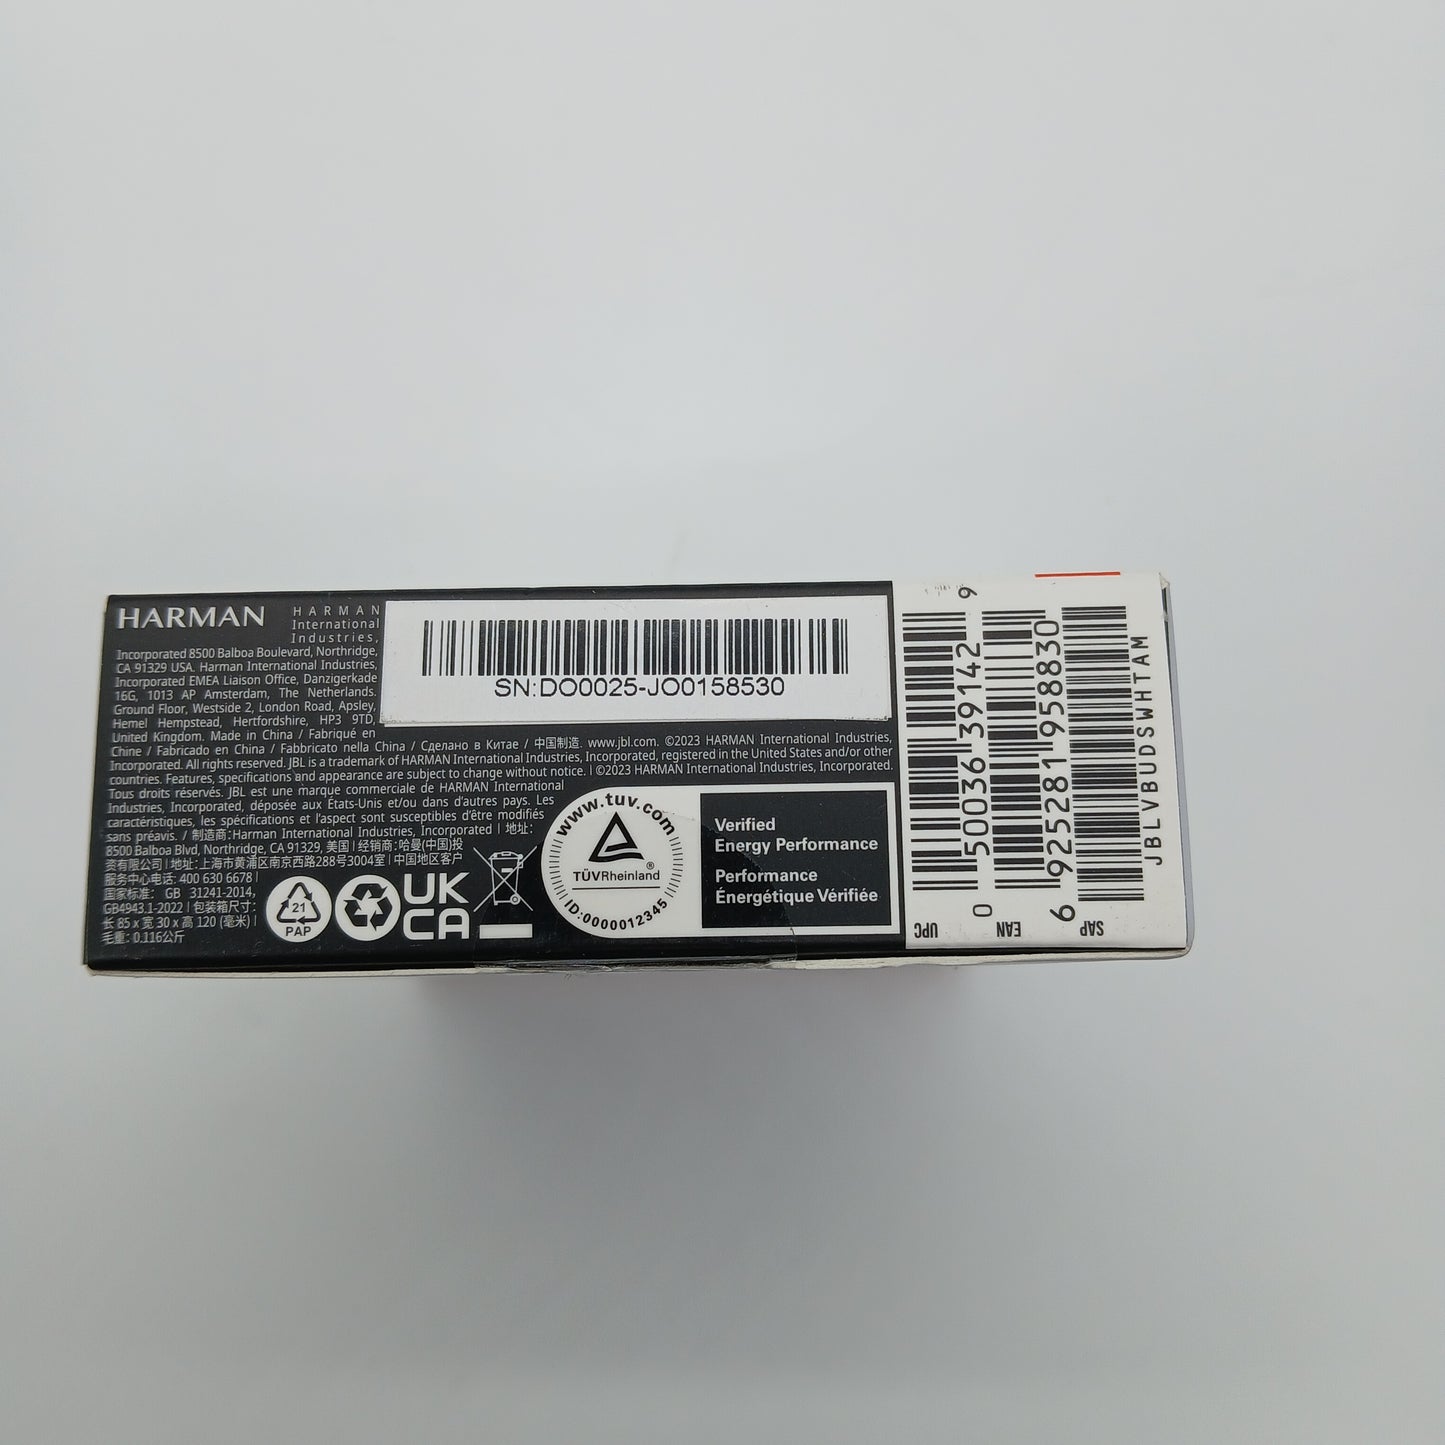 HARMAN
HARMAN
International
Industries,
Incorporated 8500 Balboa Boulevard, Northridge,
CA 91329 USA. Harman International Industries,
Incorporated EMEA Liaison Office, Danzigerkade
16G, 1013 AP Amsterdam, The Netherlands.
Ground Floor, Westside 2, London Road, Apsley,
Hemel Hempstead, Hertfordshire, HP3 9TD,
United Kingdom. Made in China / Fabriqué en
Chine / Fabricado en China / Fabbricato nella China / Сделано в Китае / 中国制造. www.jbl.com. ©2023 HARMAN International Industries,
Incorporated. All rights reserved. JBL is a trademark of HARMAN International Industries, Incorporated, registered in the United States and/or other
countries. Features, specifications and appearance are subject to change without notice. | ©2023 HARMAN International Industries, Incorporated.
Tous droits réservés. JBL est une marque commerciale de HARMAN International
Industries, Incorporated, déposée aux États-Unis et/ou dans d'autres pays. Les
caractéristiques, les spécifications et l'aspect sont susceptibles d'être modifiés
sans préavis. / 制造商:Harman International Industries, Incorporated | 地址:
8500 Balboa Blvd, Northridge, CA 91329, 美国 | 经销商:哈曼(中国)投
资有限公司 | 地址: 上海市黄浦区南京西路288号3004室 | 中国地区客户
服务中心电话: 400 630 6678 |
国家标准: GB 31241-2014,
GB4943.1-2022 | 包装箱尺寸:
长 85 x 宽 30 x 高 120 (毫米) |
毛重: 0.116公斤
SN:DO0025-JO0158530
21
PAP
UK
CA
www.tuv.com
TÜVRheinland®
ID:0000012345
Verified
Energy Performance
Performance
Énergétique Vérifiée
UPC
0 50036 39142 9
EAN
6 925281 958830
SAP
JBLVBUDSWHTAM